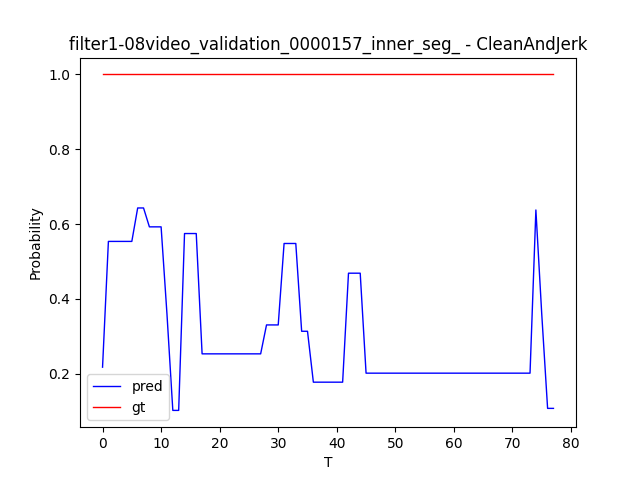 filter1-08video_validation_0000157_inner_seg_ - CleanAndJerk
1.0
0.8
0.6
0.4
0.2
Probability
pred
gt
0 10 20 30 40 50 60 70 80
T